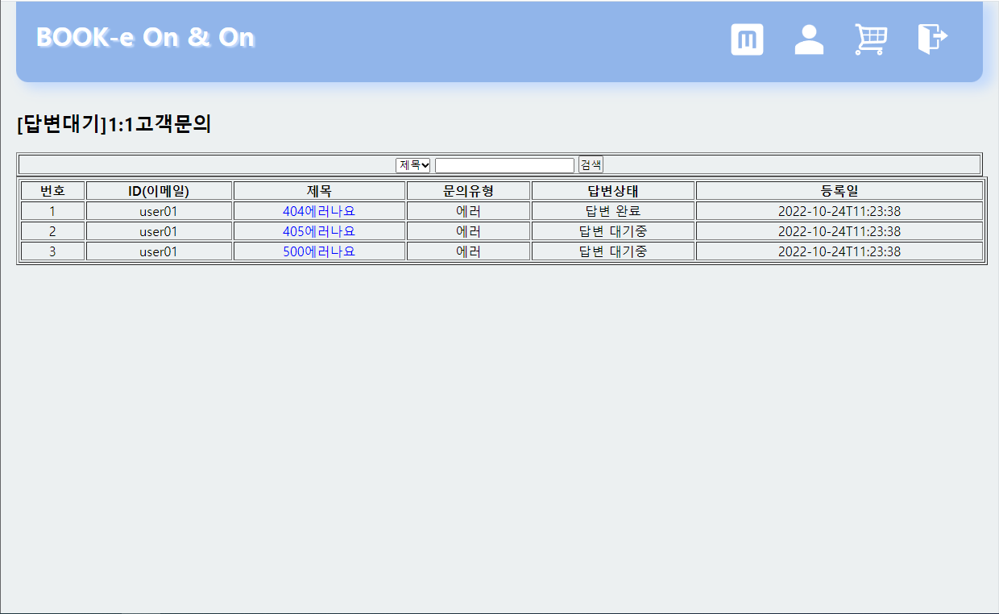 BOOK-e On & On
[답변대기]1:1고객문의
제목 검색
번호 ID(이메일) 제목 문의유형 답변상태 등록일
1 user01 404에러나요 에러 답변 완료 2022-10-24T11:23:38
2 user01 405에러나요 에러 답변 대기중 2022-10-24T11:23:38
3 user01 500에러나요 에러 답변 대기중 2022-10-24T11:23:38